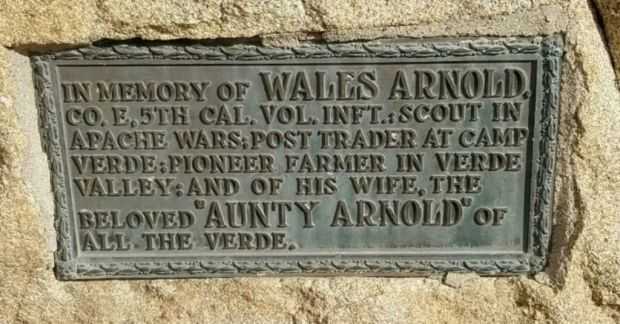 IN MEMORY OF WALES ARNOLD,
CO. E, 5TH CAL. VOL. INFT.: SCOUT IN
APACHE WARS; POST TRADER AT CAMP
VERDE; PIONEER FARMER IN VERDE
VALLEY; AND OF HIS WIFE, THE
BELOVED "AUNTY ARNOLD" OF
ALL THE VERDE.